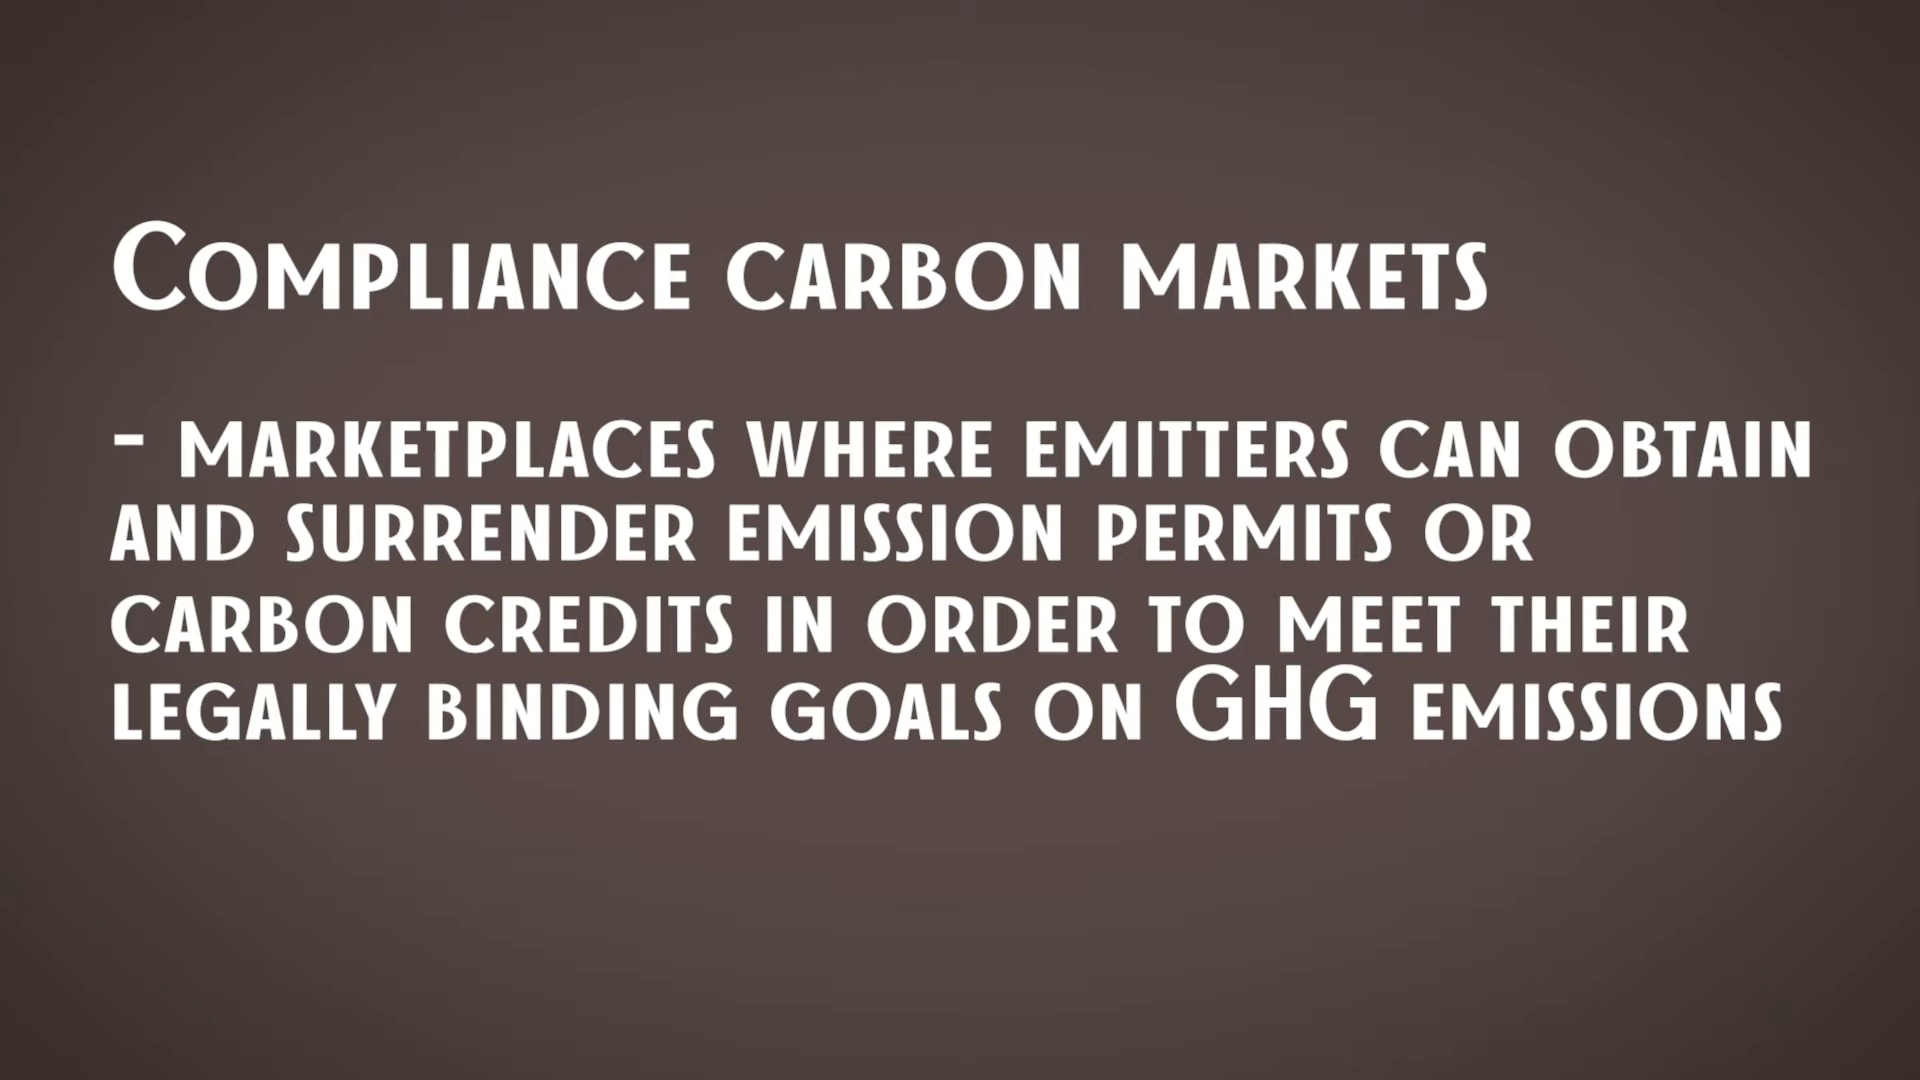 Compliance carbon markets
- marketplaces where emitters can obtain
and surrender emission permits or
carbon credits in order to meet their
legally binding goals on GHG emissions